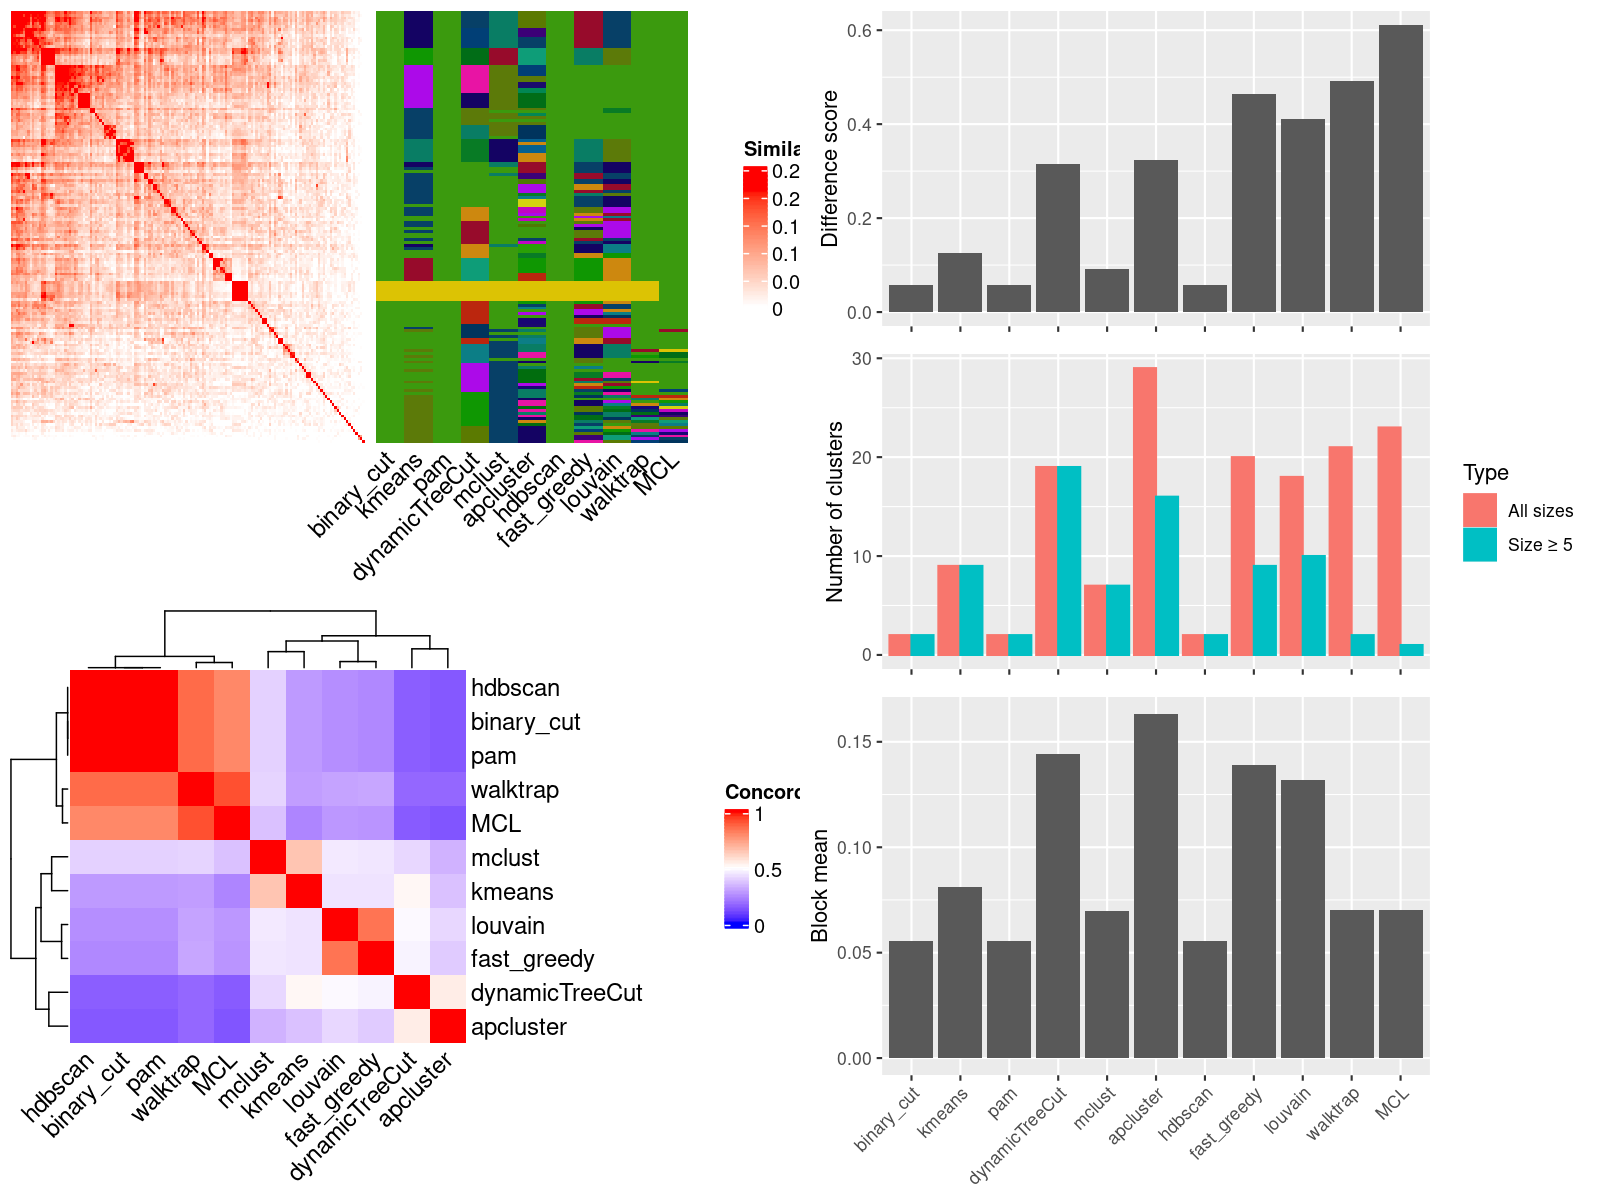 Simila
0.2
0.2
0.1
0.1
0.0
0
binary_cut
kmeans
pam
dynamicTreeCut
mclust
apcluster
hdbscan
fast_greedy
louvain
walktrap
MCL
hdbscan
binary_cut
pam
walktrap
MCL
mclust
kmeans
louvain
fast_greedy
dynamicTreeCut
apcluster
hdbscan
binary_cut
pam
walktrap
MCL
mclust
kmeans
louvain
fast_greedy
dynamicTreeCut
apcluster
Concord
1
0.5
0
Difference score
0.6
0.4
0.2
0.0
Number of clusters
30
20
10
0
Type
All sizes
Size ≥ 5
Block mean
0.15
0.10
0.05
0.00
binary_cut
kmeans
pam
dynamicTreeCut
mclust
apcluster
hdbscan
fast_greedy
louvain
walktrap
MCL